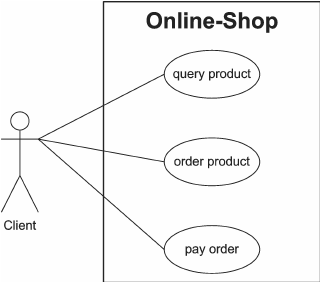 Online-Shop
query product
order product
Client
pay order